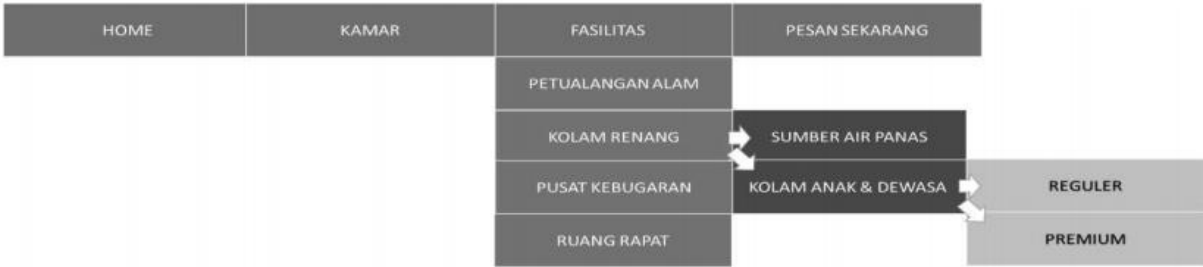 HOME KAMAR FASILITAS PESAN SEKARANG
PETUALANGAN ALAM
KOLAM RENANG SUMBER AIR PANAS
PUSAT KEBUGARAN KOLAM ANAK & DEWASA REGULER
RUANG RAPAT PREMIUM